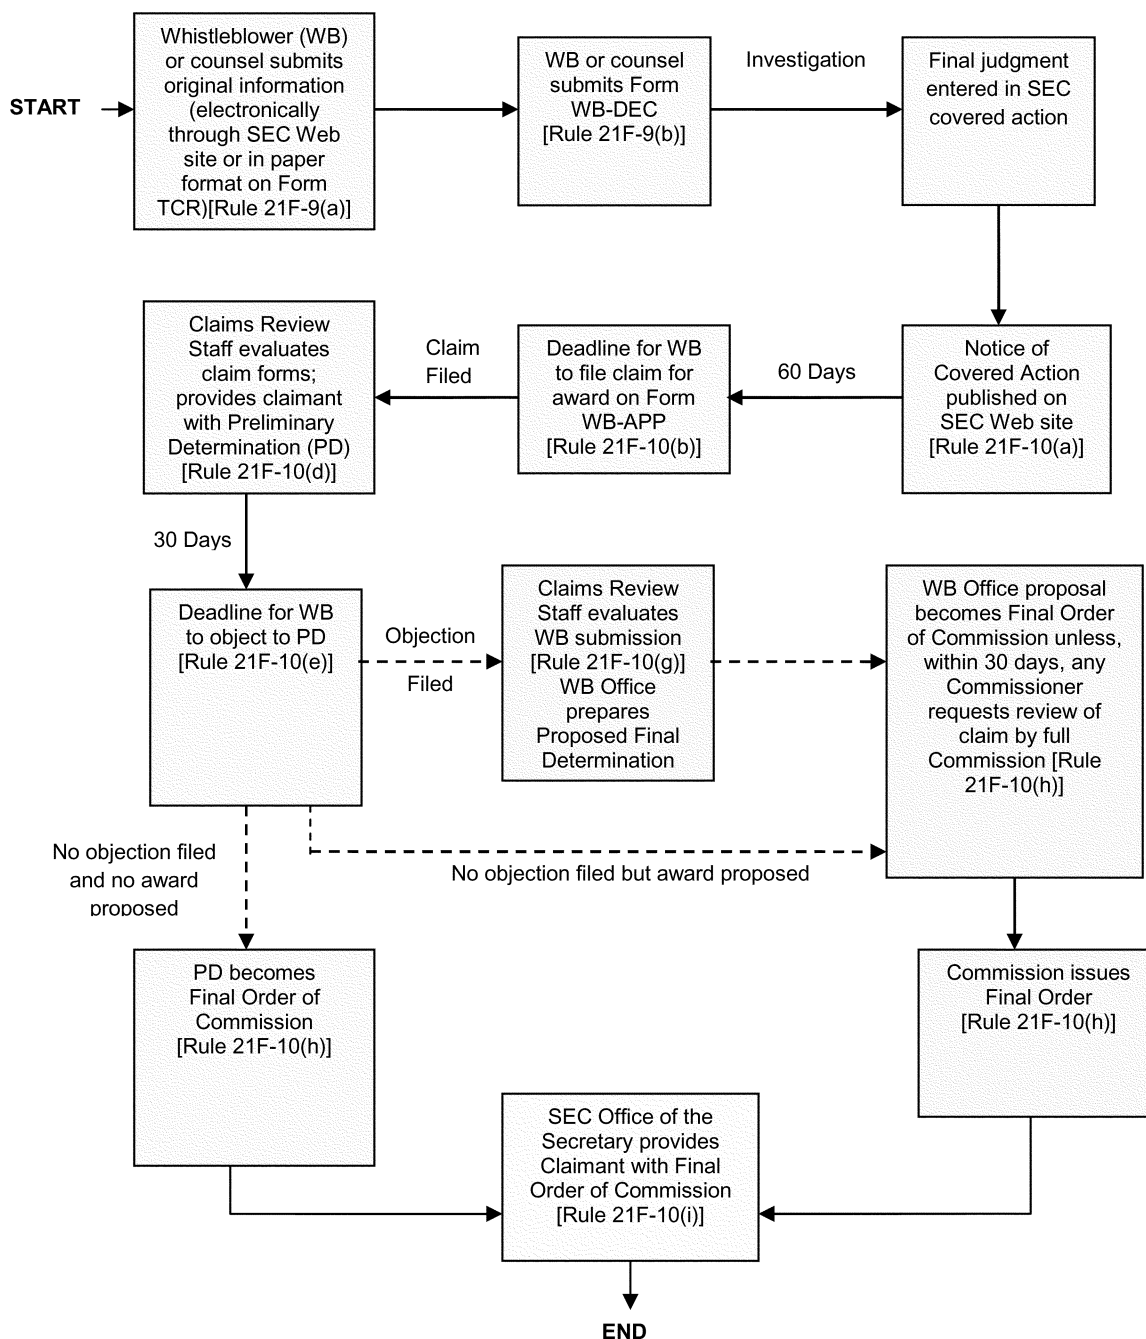 START
Whistleblower (WB)
or counsel submits
original information
(electronically
through SEC Web
site or in paper
format on Form
TCR)[Rule 21F-9(a)]
WB or counsel
submits Form
WB-DEC
[Rule 21F-9(b)]
Investigation
Final judgment
entered in SEC
covered action
Notice of
Covered Action
published on
SEC Web site
[Rule 21F-10(a)]
60 Days
Deadline for WB
to file claim for
award on Form
WB-APP
[Rule 21F-10(b)]
Claim
Filed
Claims Review
Staff evaluates
claim forms;
provides claimant
with Preliminary
Determination (PD)
[Rule 21F-10(d)]
30 Days
Deadline for WB
to object to PD
[Rule 21F-10(e)]
Objection
Filed
Claims Review
Staff evaluates
WB submission
[Rule 21F-10(g)]
WB Office
prepares
Proposed Final
Determination
WB Office proposal
becomes Final Order
of Commission unless,
within 30 days, any
Commissioner
requests review of
claim by full
Commission [Rule
21F-10(h)]
No objection filed
and no award
proposed
No objection filed but award proposed
PD becomes
Final Order of
Commission
[Rule 21F-10(h)]
Commission issues
Final Order
[Rule 21F-10(h)]
SEC Office of the
Secretary provides
Claimant with Final
Order of Commission
[Rule 21F-10(i)]
END